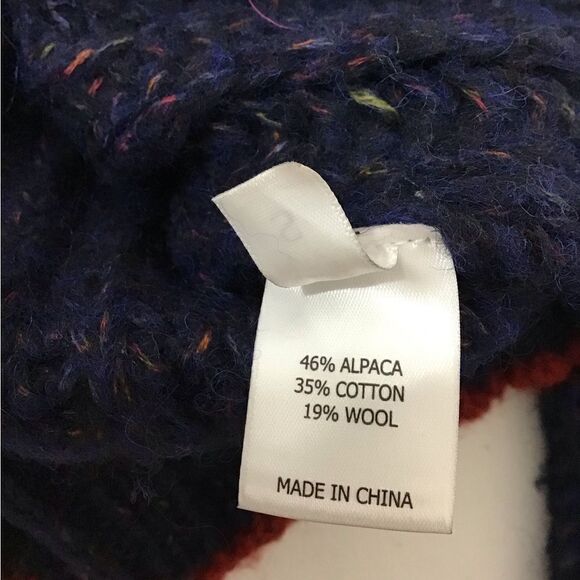 46% ALPACA
35% COTTON
19% WOOL
MADE IN CHINA